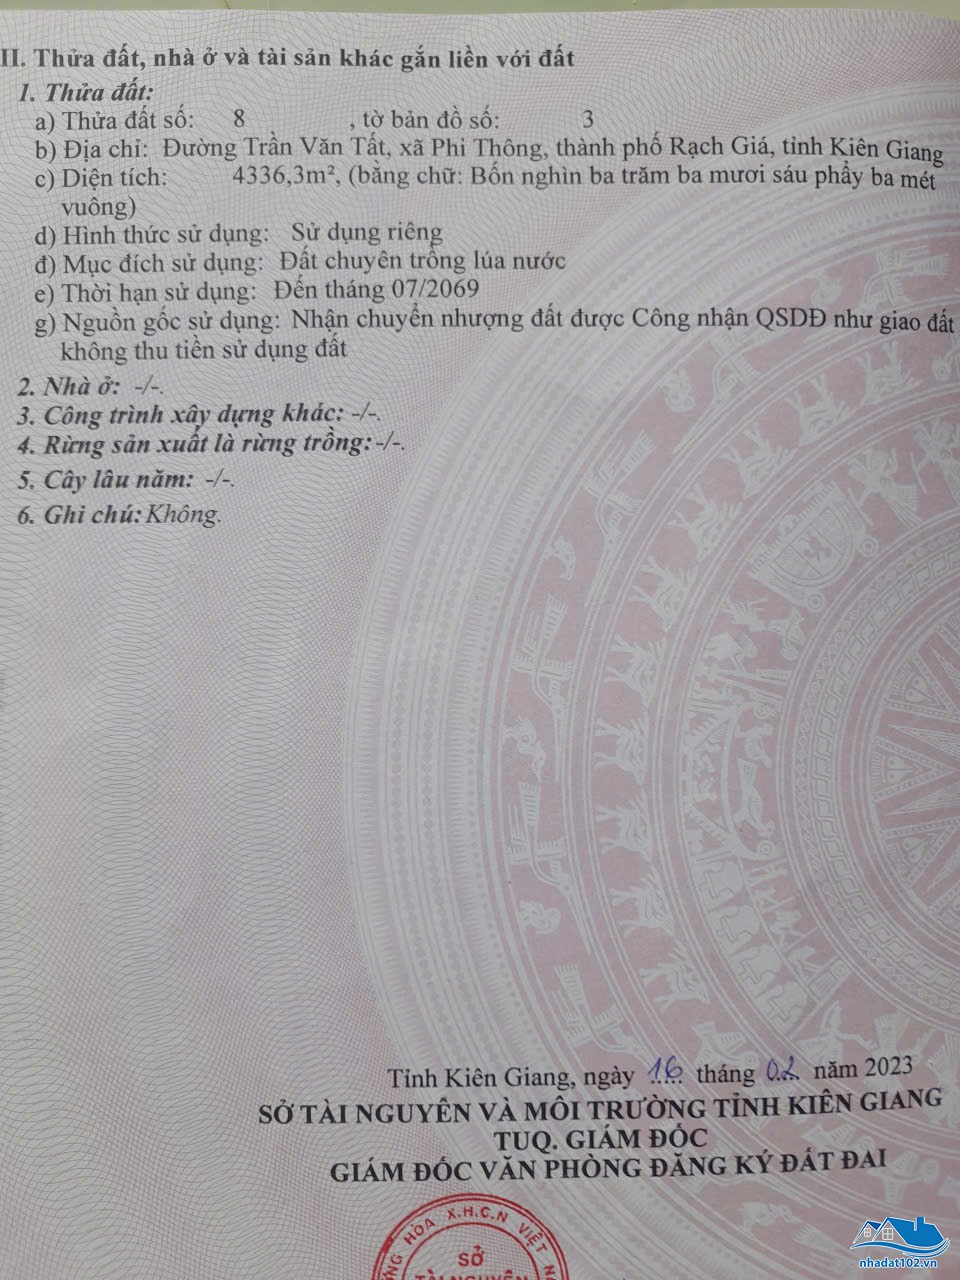 II. Thửa đất, nhà ở và tài sản khác gắn liền với đất
1. Thửa đất:
a) Thửa đất số: 8 , tờ bản đồ số: 3
b) Địa chỉ: Đường Trần Văn Tất, xã Phi Thông, thành phố Rạch Giá, tỉnh Kiên Giang
c) Diện tích: 4336,3m², (bằng chữ: Bốn nghìn ba trăm ba mươi sáu phẩy ba mét
vuông)
d) Hình thức sử dụng: Sử dụng riêng
đ) Mục đích sử dụng: Đất chuyên trồng lúa nước
e) Thời hạn sử dụng: Đến tháng 07/2069
g) Nguồn gốc sử dụng: Nhận chuyển nhượng đất được Công nhận QSDĐ như giao đất
không thu tiền sử dụng đất
2. Nhà ở: -/-.
3. Công trình xây dựng khác: -/-.
4. Rừng sản xuất là rừng trồng: -/-.
5. Cây lâu năm: -/-.
6. Ghi chú: Không.
Tỉnh Kiên Giang, ngày 16 tháng 02 năm 2023
SỞ TÀI NGUYÊN VÀ MÔI TRƯỜNG TỈNH KIÊN GIANG
TUQ. GIÁM ĐỐC
GIÁM ĐỐC VĂN PHÒNG ĐĂNG KÝ ĐẤT ĐAI
HÒA X.H.C.N VIỆT
SỞ
TÀI NGUYÊN
nhadat102.vn